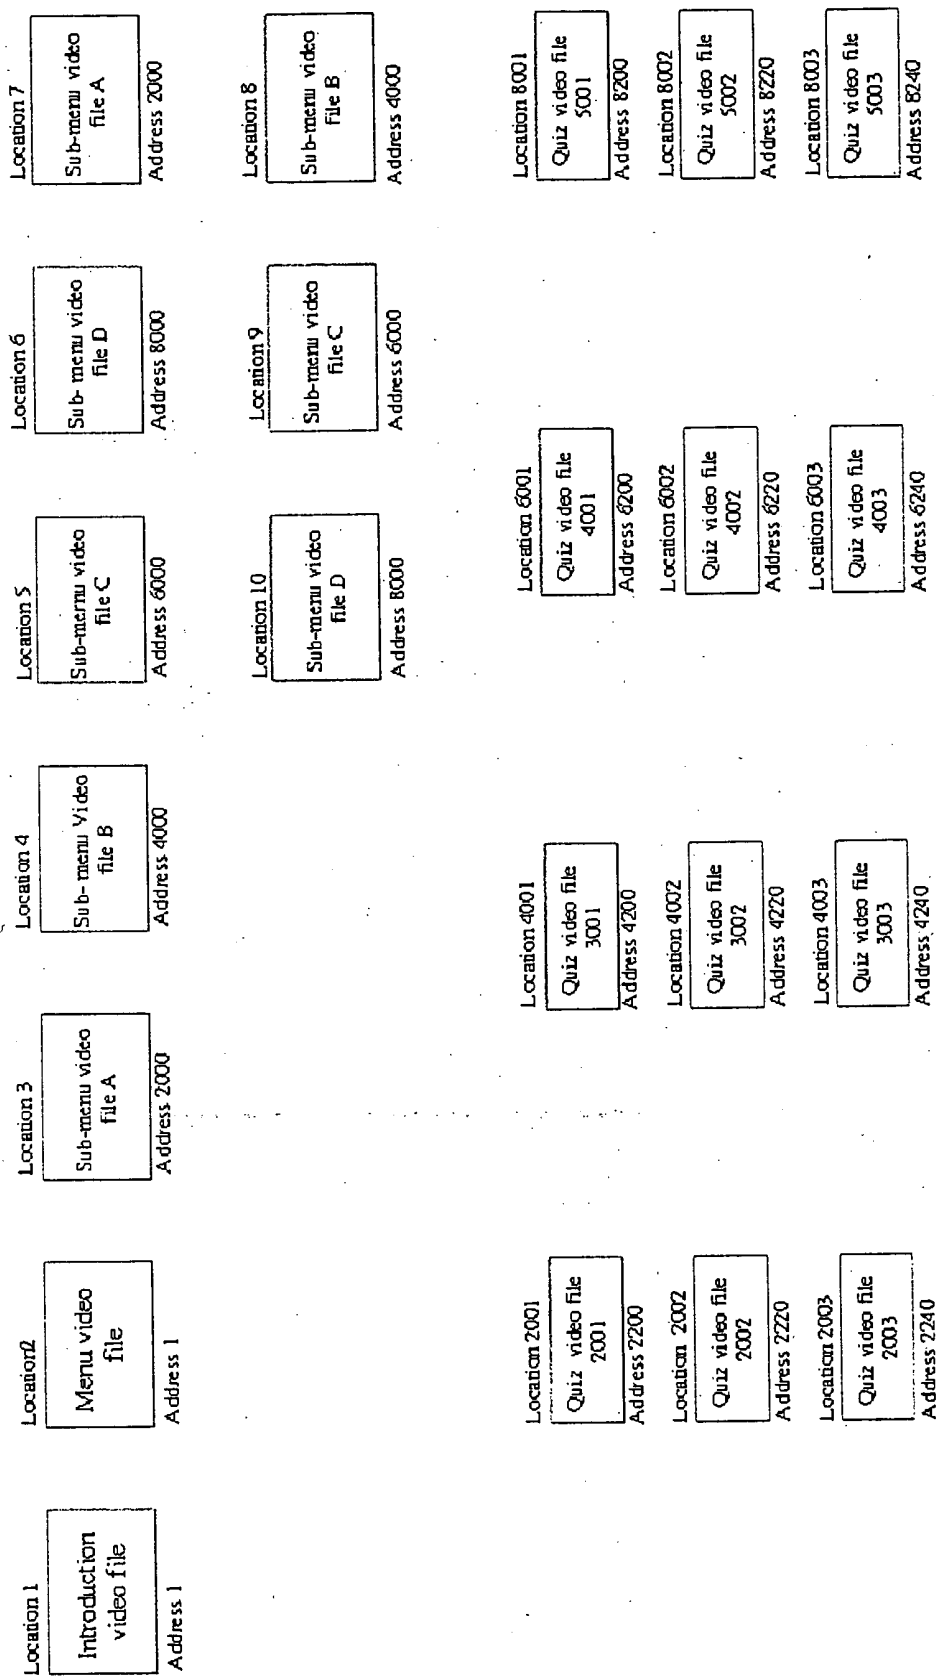 Location 1
Introduction
video file
Address 1
Location2
Menu video
file
Address 1
Location 3
Sub-menu video
file A
Address 2000
Location 4
Sub-menu Video
file B
Address 4000
Location 5
Sub-menu video
file C
Address 6000
Location 6
Sub- menu video
file D
Address 8000
Location 7
Sub-menu video
file A
Address 2000
Location 10
Sub-menu video
file D
Address 8000
Location 9
Sub-menu video
file C
Address 6000
Location 8
Sub-menu video
file B
Address 4000
Location 2001
Quiz video file
2001
Address 2200
Location 4001
Quiz video file
3001
Address 4200
Location 6001
Quiz video file
4001
Address 6200
Location 8001
Quiz video file
5001
Address 8200
Location 2002
Quiz video file
2002
Address 2220
Location 4002
Quiz video file
3002
Address 4220
Location 6002
Quiz video file
4002
Address 6220
Location 8002
Quiz video file
5002
Address 8220
Location 2003
Quiz video file
2003
Address 2240
Location 4003
Quiz video file
3003
Address 4240
Location 6003
Quiz video file
4003
Address 6240
Location 8003
Quiz video file
5003
Address 8240